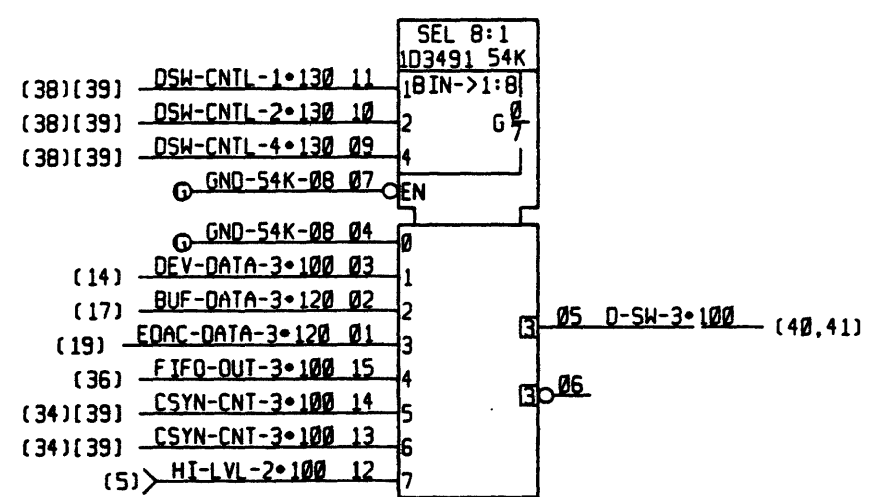 SEL 8:1
1D3491 54K
(38)[39] DSW-CNTL-1•130 11 1 BIN->1:8
(38)[39] DSW-CNTL-2•130 10 2 G 0/7
(38)[39] DSW-CNTL-4•130 09 4
G GND-54K-08 07 EN
G GND-54K-08 04 0
(14) DEV-DATA-3•100 03 1
(17) BUF-DATA-3•120 02 2
(19) EDAC-DATA-3•120 01 3
3 05 D-SW-3•100 (40,41)
(36) FIFO-OUT-3•100 15 4
3 06
(34)[39] CSYN-CNT-3•100 14 5
(34)[39] CSYN-CNT-3•100 13 6
(5) HI-LVL-2•100 12 7